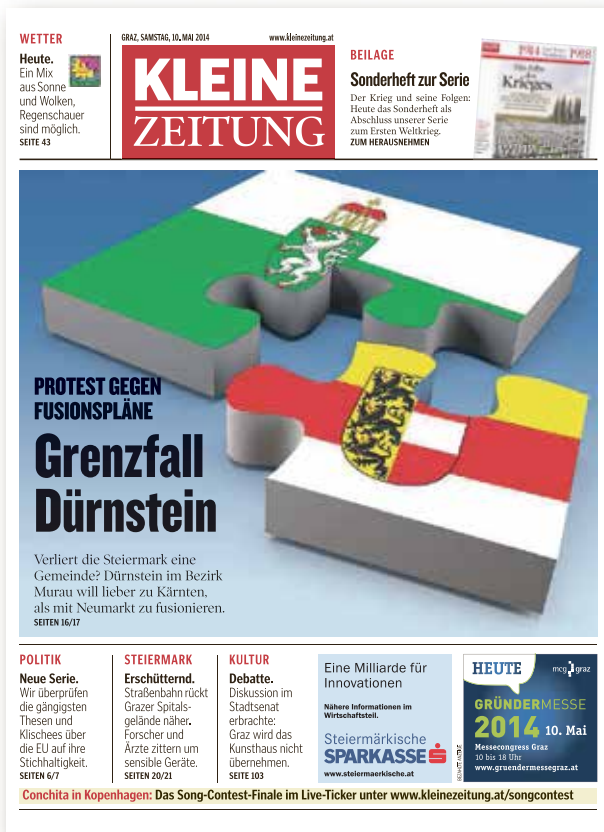 WETTER
Heute.
Ein Mix
aus Sonne
und Wolken,
Regenschauer
sind möglich.
SEITE 43
GRAZ, SAMSTAG, 10. MAI 2014
www.kleinezeitung.at
KLEINE
ZEITUNG
BEILAGE
Sonderheft zur Serie
Der Krieg und seine Folgen:
Heute das Sonderheft als
Abschluss unserer Serie
zum Ersten Weltkrieg.
ZUM HERAUSNEHMEN
1914
1918
Krieges
PROTEST GEGEN
FUSIONSPLÄNE
Grenzfall
Dürnstein
Verliert die Steiermark eine
Gemeinde? Dürnstein im Bezirk
Murau will lieber zu Kärnten,
als mit Neumarkt zu fusionieren.
SEITEN 16/17
POLITIK
Neue Serie.
Wir überprüfen
die gängigsten
Thesen und
Klischees über
die EU auf ihre
Stichhaltigkeit.
SEITEN 6/7
STEIERMARK
Erschütternd.
Straßenbahn rückt
Grazer Spitals-
gelände näher.
Forscher und
Ärzte zittern um
sensible Geräte.
SEITEN 20/21
KULTUR
Debatte.
Diskussion im
Stadtsenat
erbrachte:
Graz wird das
Kunsthaus nicht
übernehmen.
SEITE 103
Eine Milliarde für
Innovationen
Nähere Informationen im
Wirtschaftsteil.
Steiermärkische
SPARKASSE
www.steiermaerkische.at
BEZAHLTE ANZEIGE
HEUTE
mcg graz
GRÜNDERMESSE
2014 10. Mai
Messecongress Graz
10 bis 18 Uhr
www.gruendermessegraz.at
Conchita in Kopenhagen: Das Song-Contest-Finale im Live-Ticker unter www.kleinezeitung.at/songcontest